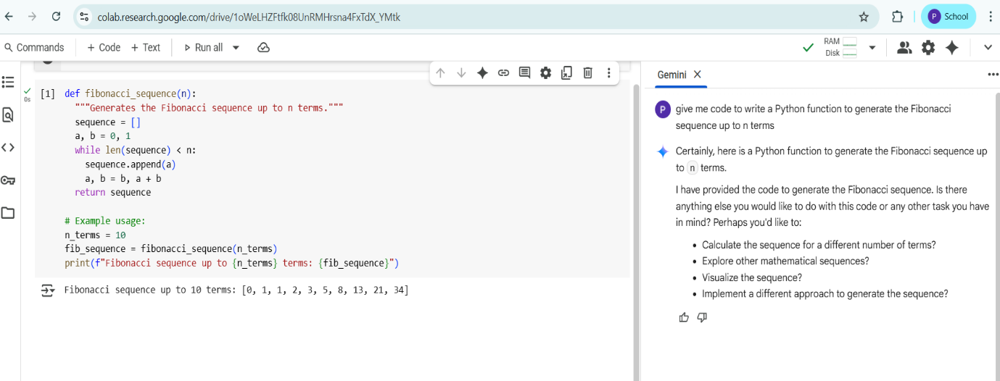 colab.research.google.com/drive/1oWeLHZFtfk08UnRMHrsna4FxTdX_YMtk
P School
Commands + Code + Text Run all
RAM
Disk
[1] def fibonacci_sequence(n):
"""Generates the Fibonacci sequence up to n terms."""
sequence = []
a, b = 0, 1
while len(sequence) < n:
sequence.append(a)
a, b = b, a + b
return sequence
# Example usage:
n_terms = 10
fib_sequence = fibonacci_sequence(n_terms)
print(f"Fibonacci sequence up to {n_terms} terms: {fib_sequence}")
0s
Fibonacci sequence up to 10 terms: [0, 1, 1, 2, 3, 5, 8, 13, 21, 34]
Gemini X
P give me code to write a Python function to generate the Fibonacci
sequence up to n terms
Certainly, here is a Python function to generate the Fibonacci sequence up
to n terms.
I have provided the code to generate the Fibonacci sequence. Is there
anything else you would like to do with this code or any other task you have
in mind? Perhaps you'd like to:
• Calculate the sequence for a different number of terms?
• Explore other mathematical sequences?
• Visualize the sequence?
• Implement a different approach to generate the sequence?